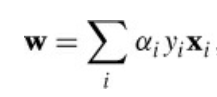 w = ∑ᵢ αᵢ yᵢ xᵢ.